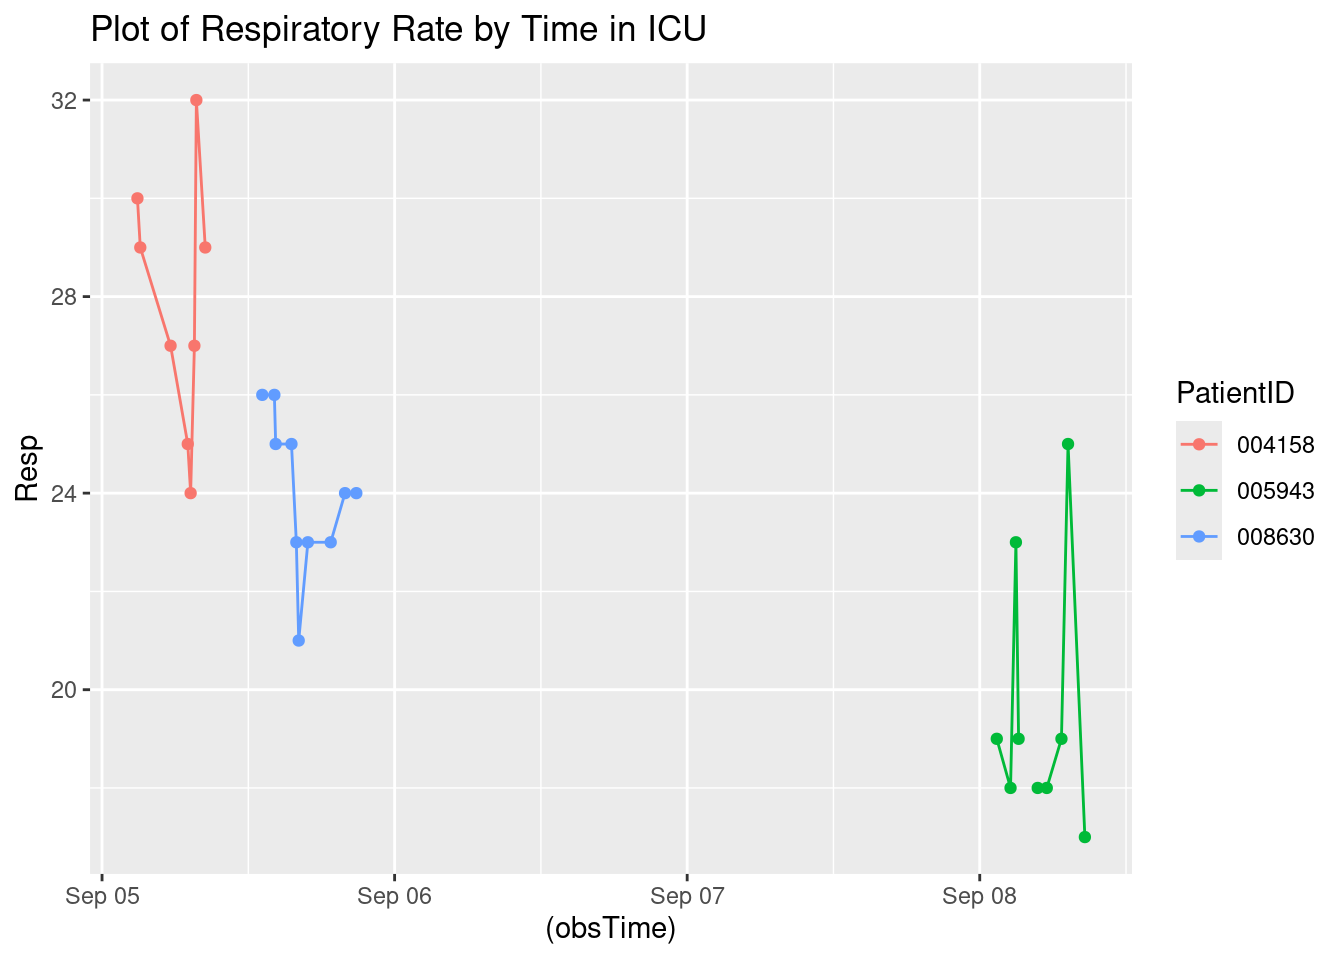 Plot of Respiratory Rate by Time in ICU
32
28
24
20
Resp
Sep 05
Sep 06
Sep 07
Sep 08
(obsTime)
PatientID
004158
005943
008630